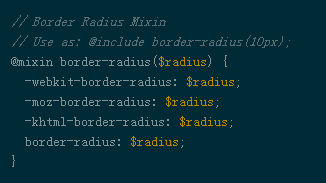 // Border Radius Mixin
// Use as: @include border-radius(10px);
@mixin border-radius($radius) {
  -webkit-border-radius: $radius;
  -moz-border-radius: $radius;
  -khtml-border-radius: $radius;
  border-radius: $radius;
}